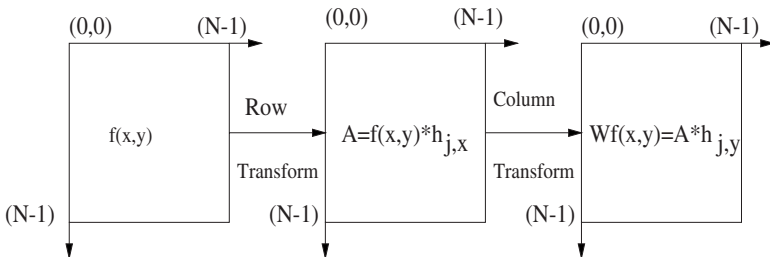 (0,0) (N-1)
f(x,y)
(N-1)
Row
Transform
(0,0) (N-1)
A=f(x,y)*h j,x
(N-1)
Column
Transform
(0,0) (N-1)
Wf(x,y)=A*h j,y
(N-1)